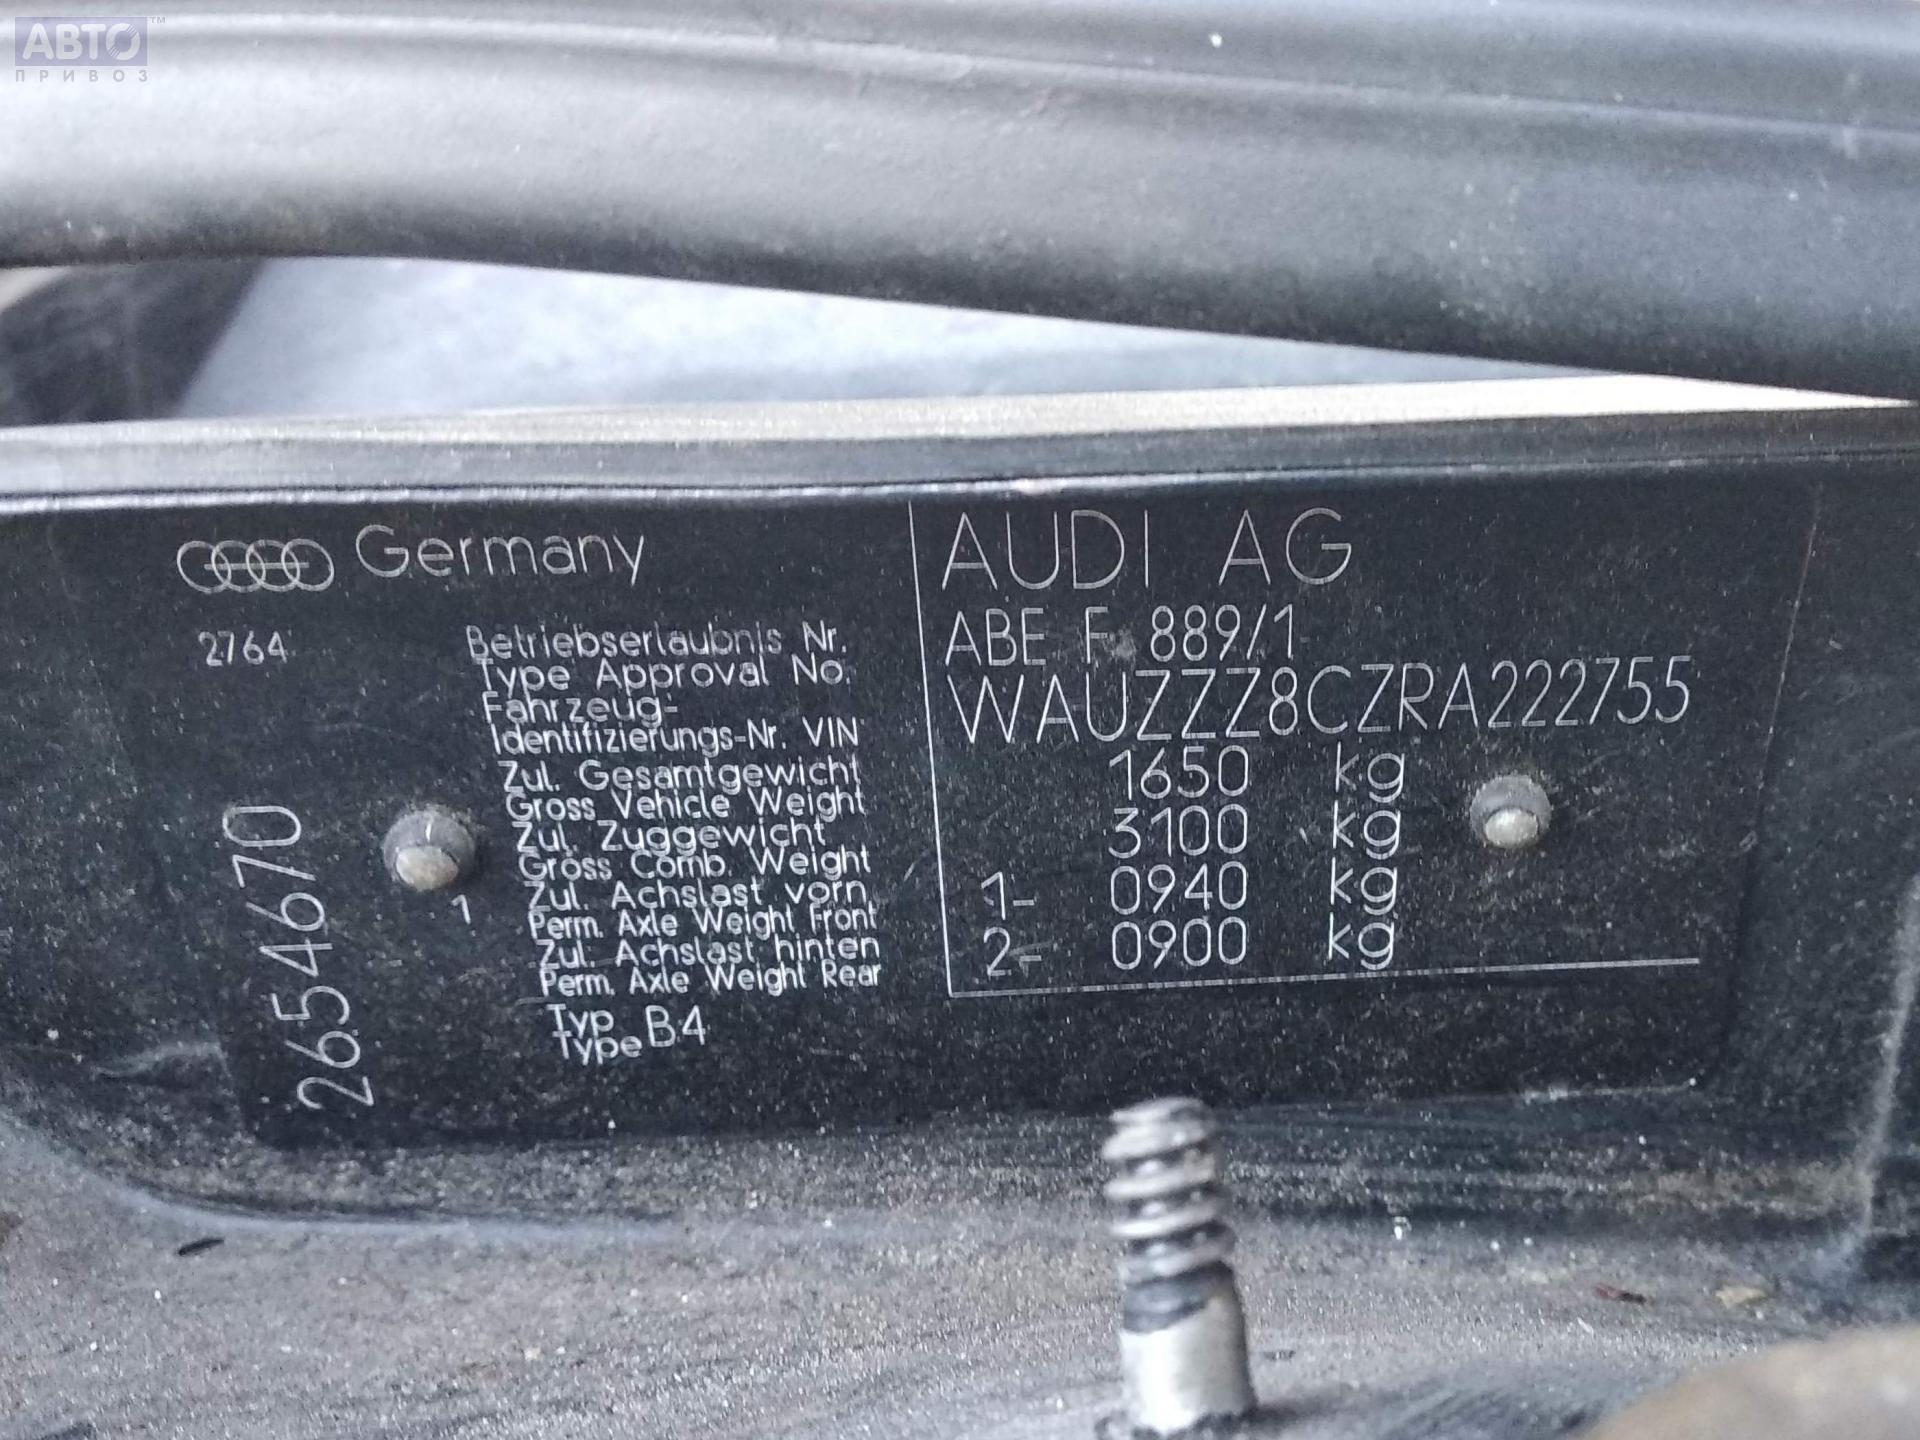 АВТО™
ПРИВОЗ
Germany
AUDI AG
2764
Betriebserlaubnis Nr.
Type Approval No.
ABE F 889/1
Fahrzeug-
Identifizierungs-Nr. VIN
WAUZZZ8CZRA222755
Zul. Gesamtgewicht
Gross Vehicle Weight
1650 kg
Zul. Zuggewicht
Gross Comb. Weight
3100 kg
Zul. Achslast vorn
Perm. Axle Weight Front
1- 0940 kg
Zul. Achslast hinten
Perm. Axle Weight Rear
2- 0900 kg
Typ
Type B4
2654670
1